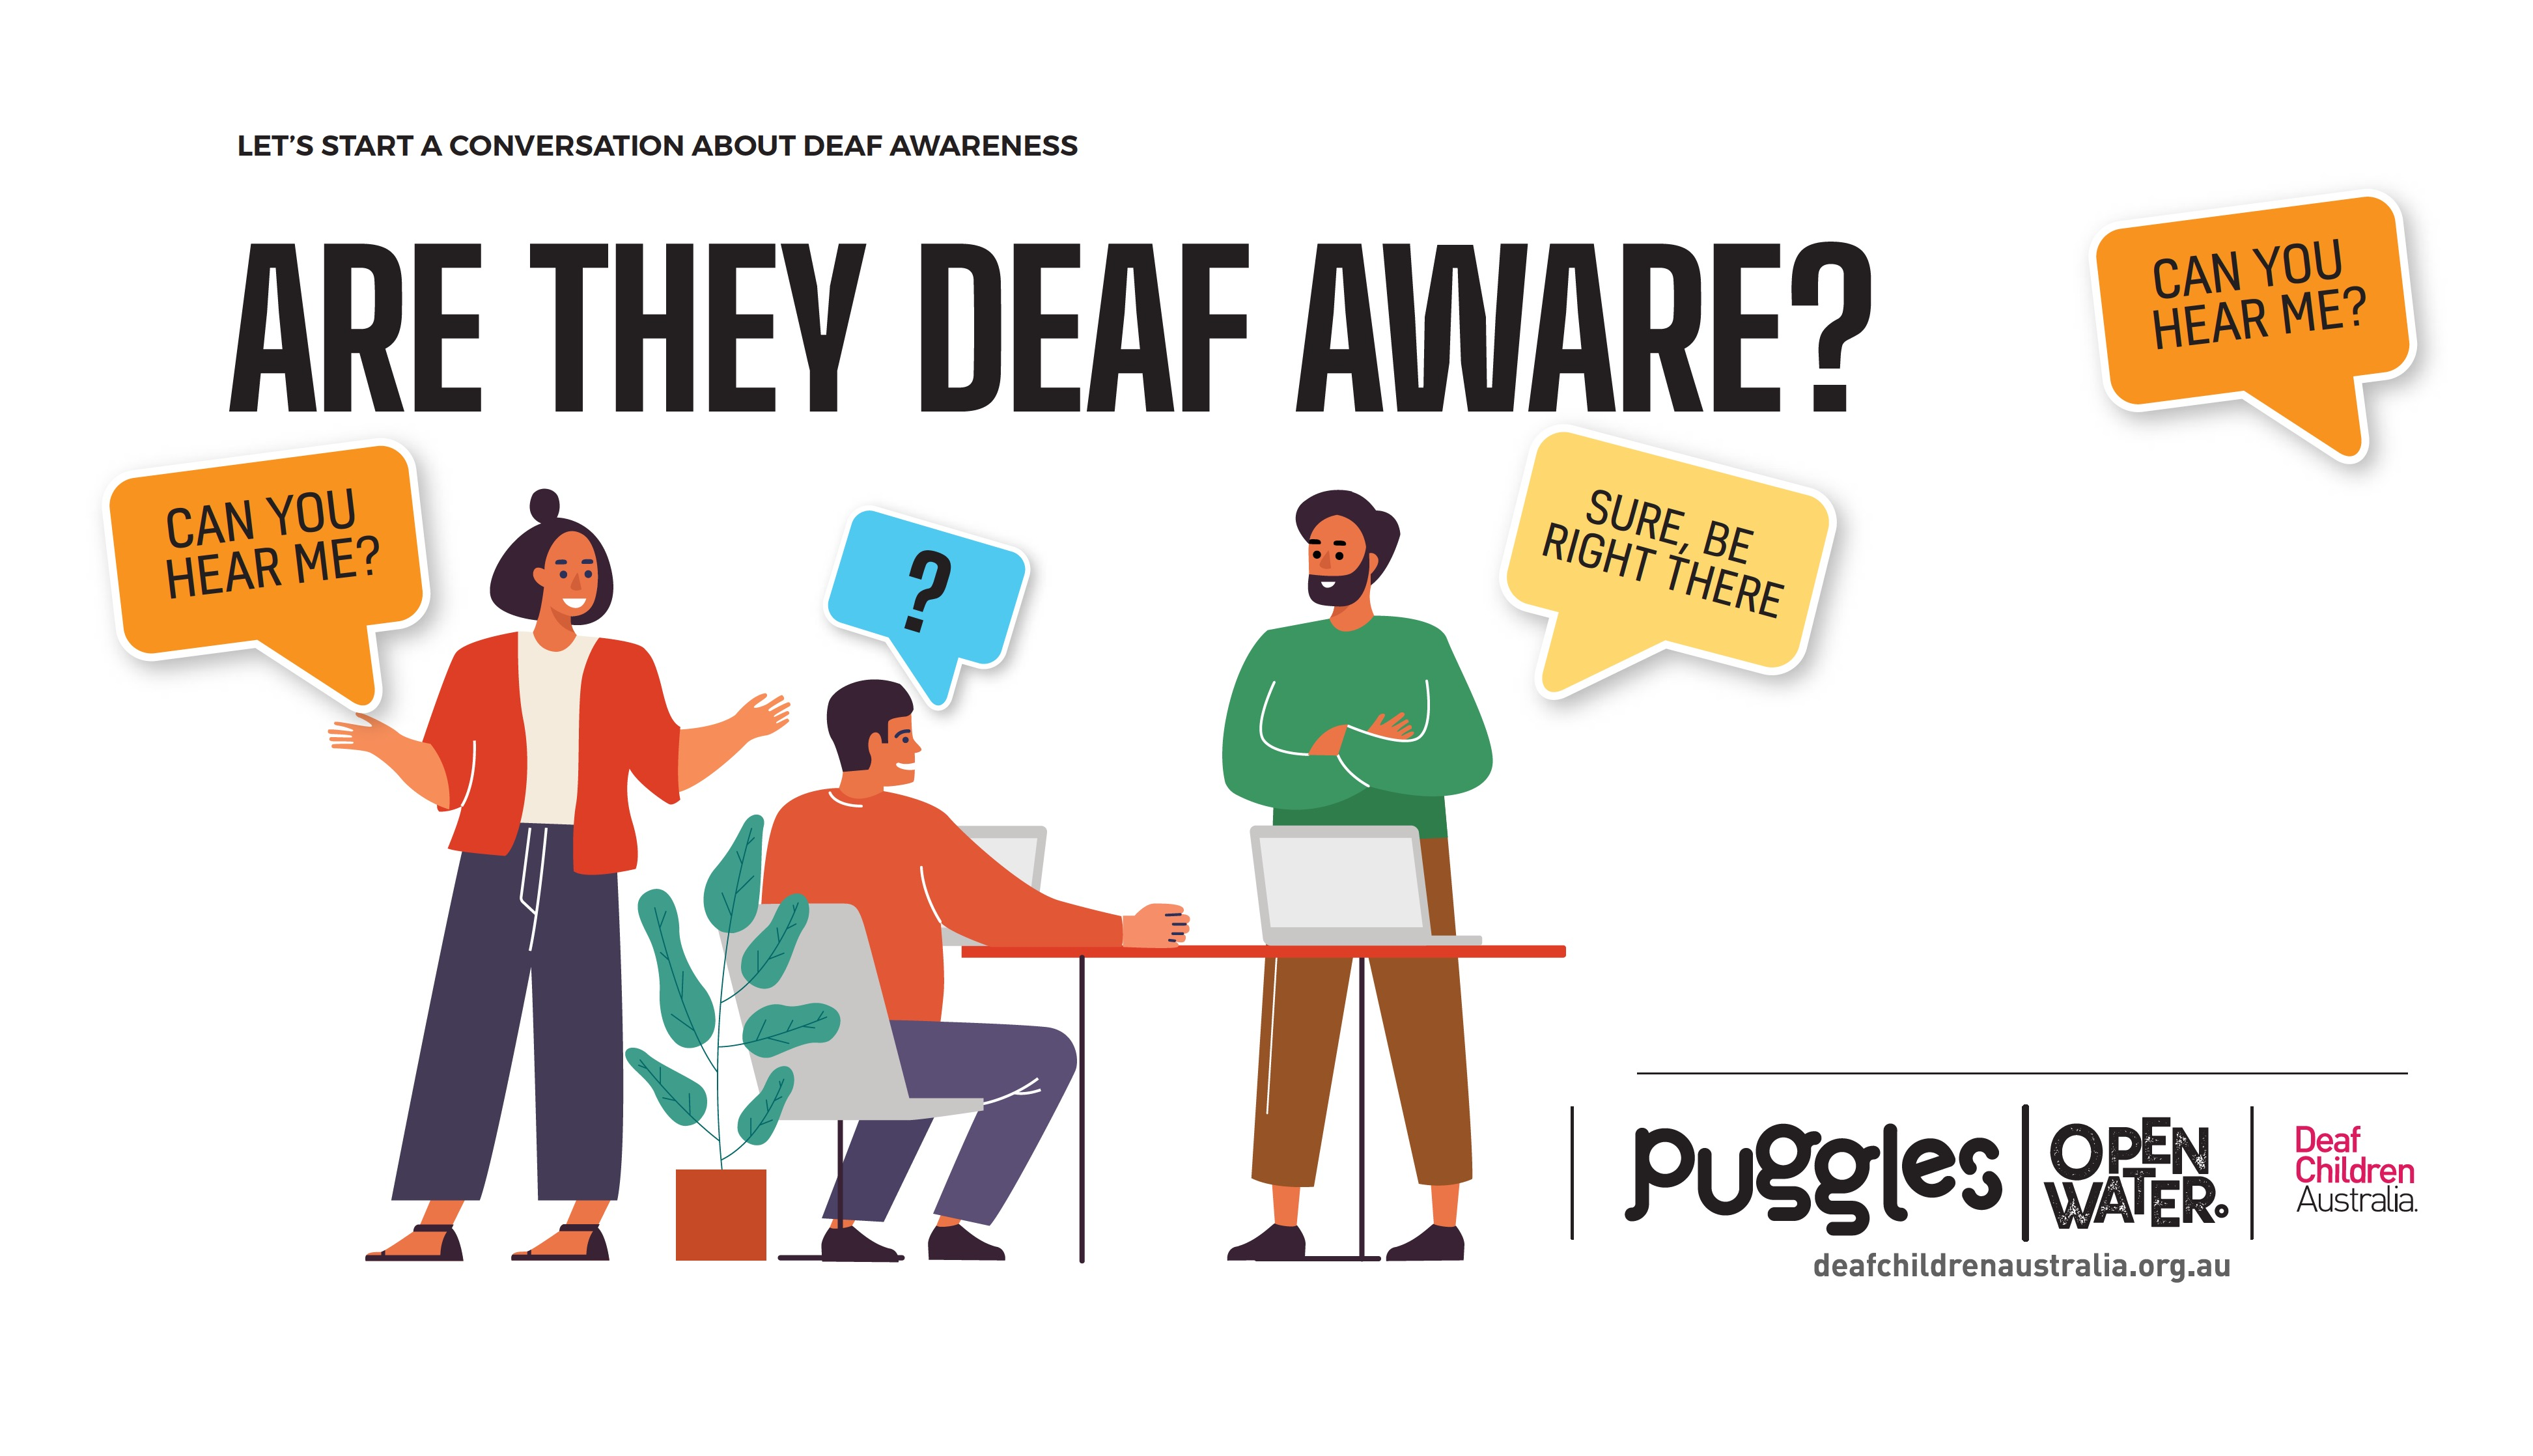 LET'S START A CONVERSATION ABOUT DEAF AWARENESS
ARE THEY DEAF AWARE?
CAN YOU
HEAR ME?
CAN YOU
HEAR ME?
?
SURE, BE
RIGHT THERE
puggles
OPEN
WATER.
Deaf
Children
Australia.
deafchildrenaustralia.org.au